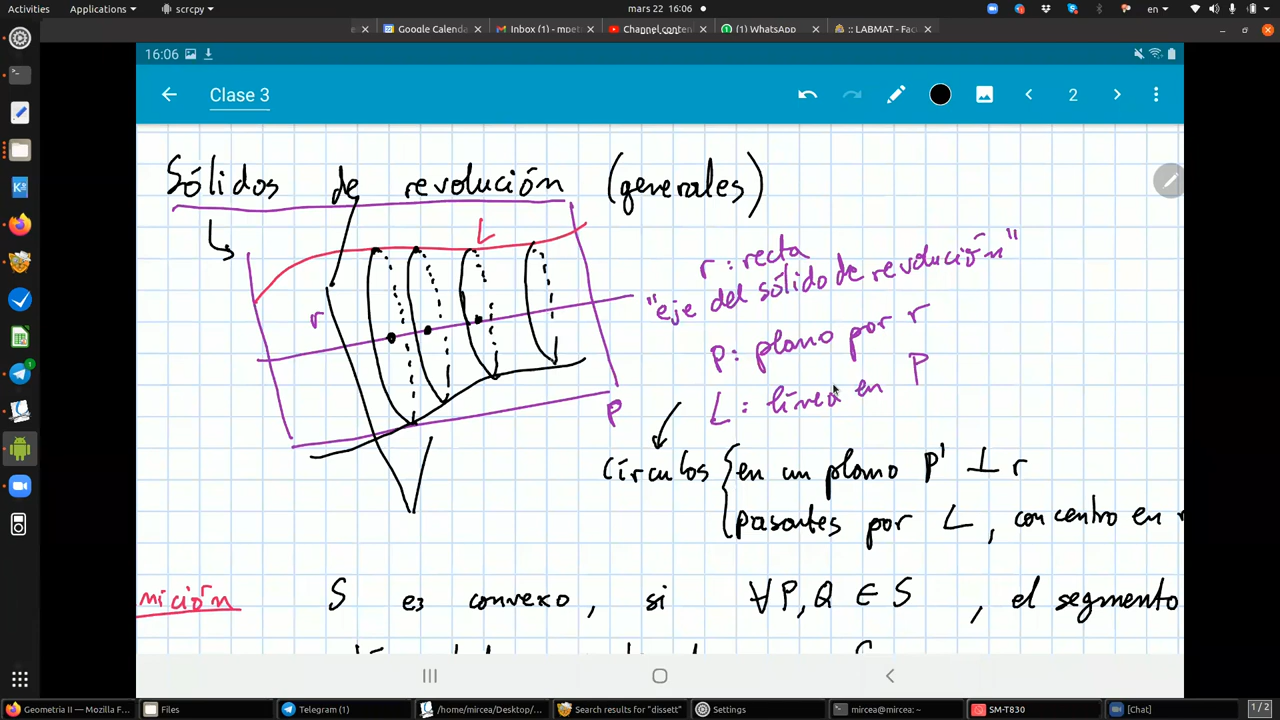 Activities
Applications
scrcpy
mars 22 16:06
en
Google Calenda
Inbox (1) - mpet
Channel content
(1) WhatsApp
:: LABMAT - Fac
16:06
Clase 3
2
Sólidos de revolución (generales)
L
r
P
r : recta
"eje del sólido de revolución"
P : plano por r
L : línea en P
Círculos { en un plano P' ⊥ r
pasantes por L, con centro en r
nición S es convexo, si ∀P, Q ∈ S, el segmento
Geometria II — Mozilla F...
Files
Telegram (1)
/home/mircea/Desktop/...
Search results for "dissett"
Settings
mircea@mircea: ~
SM-T830
[Chat]
1 / 2